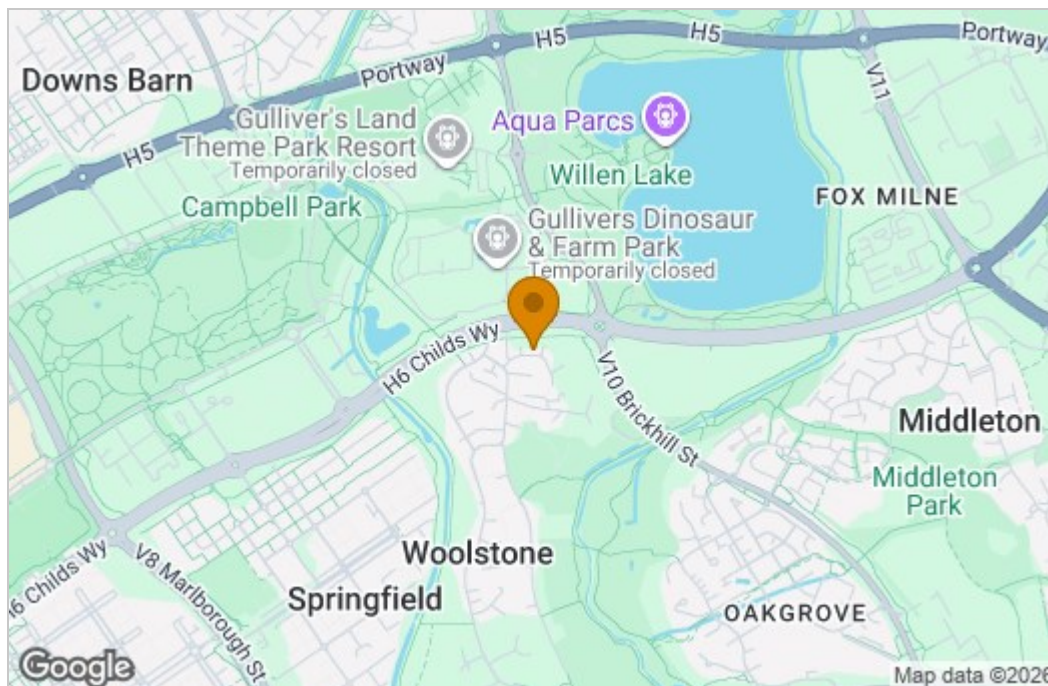 H5
H5
Portway
Portway
V11
Downs Barn
H5
Gulliver's Land
Theme Park Resort
Temporarily closed
Aqua Parcs
Willen Lake
FOX MILNE
Campbell Park
Gullivers Dinosaur
& Farm Park
Temporarily closed
H6 Childs Wy
V10 Brickhill St
Middleton
Middleton
Park
Woolstone
Springfield
OAKGROVE
H6 Childs Wy
V8 Marlborough St
Google
Map data ©2026